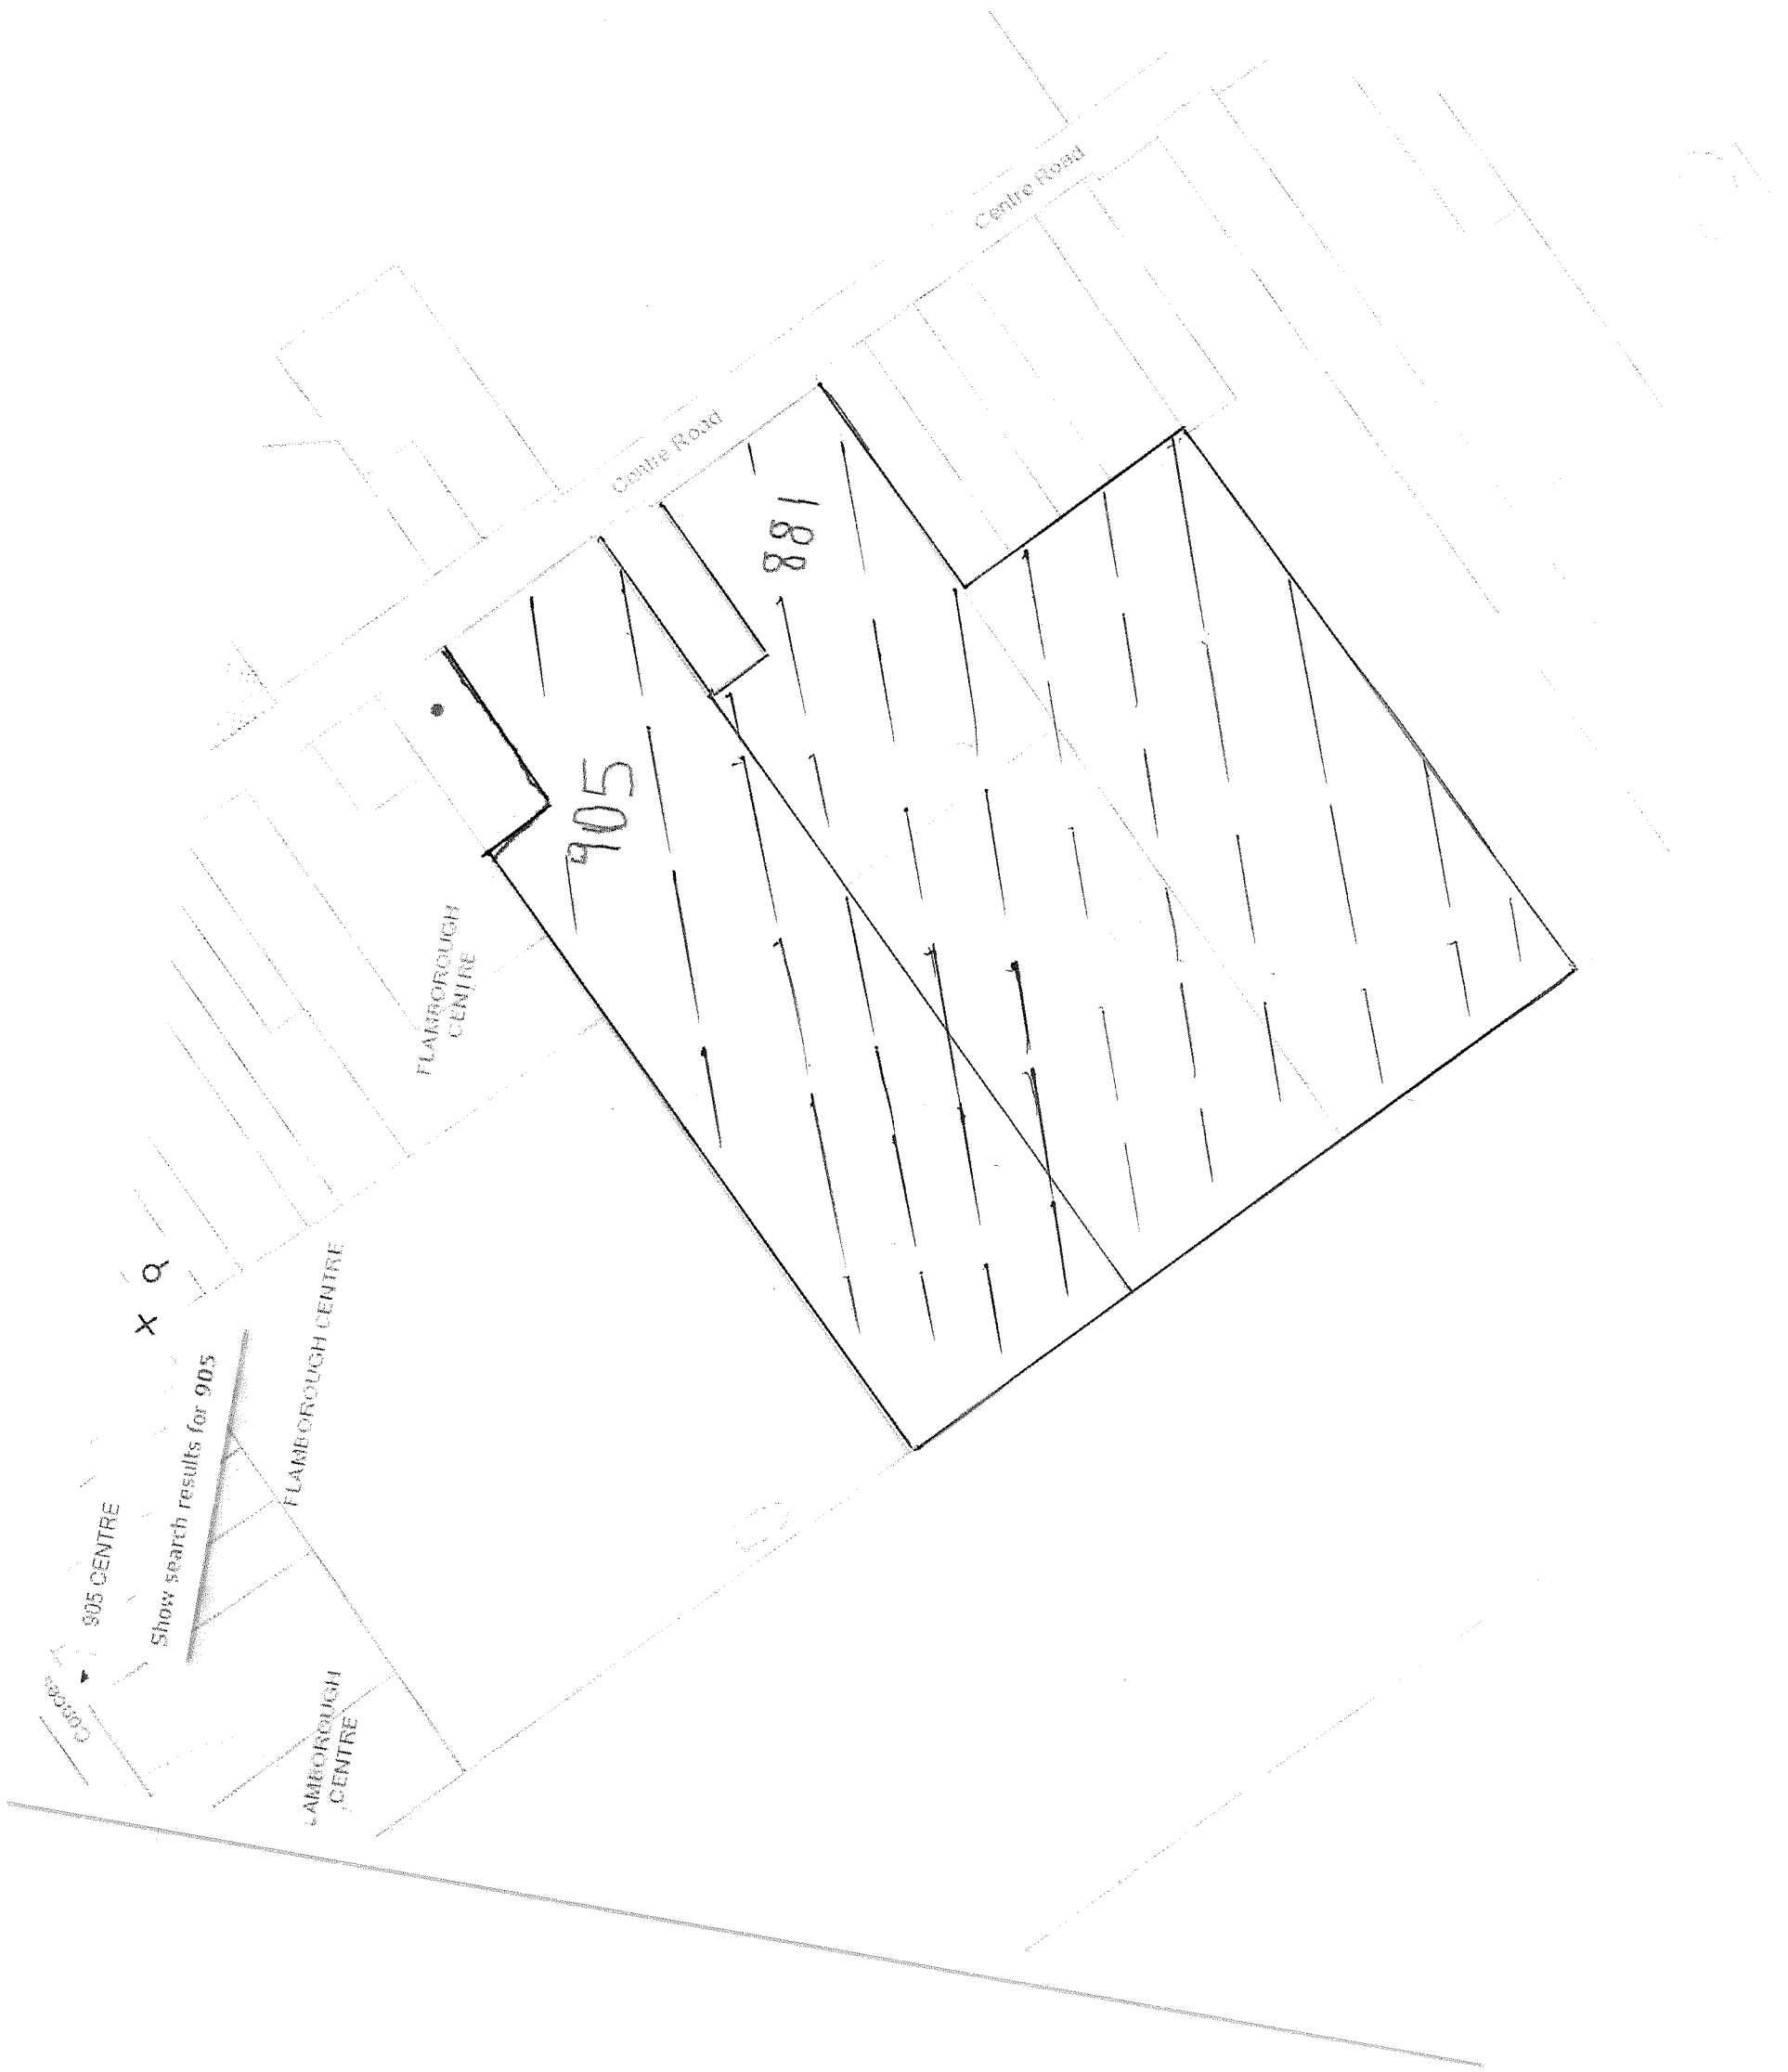 Centre Road
Centre Road
881
905
FLAMBOROUGH
CENTRE
FLAMBOROUGH CENTRE
905 CENTRE
X
Show search results for 905
LAMBOROUGH
CENTRE